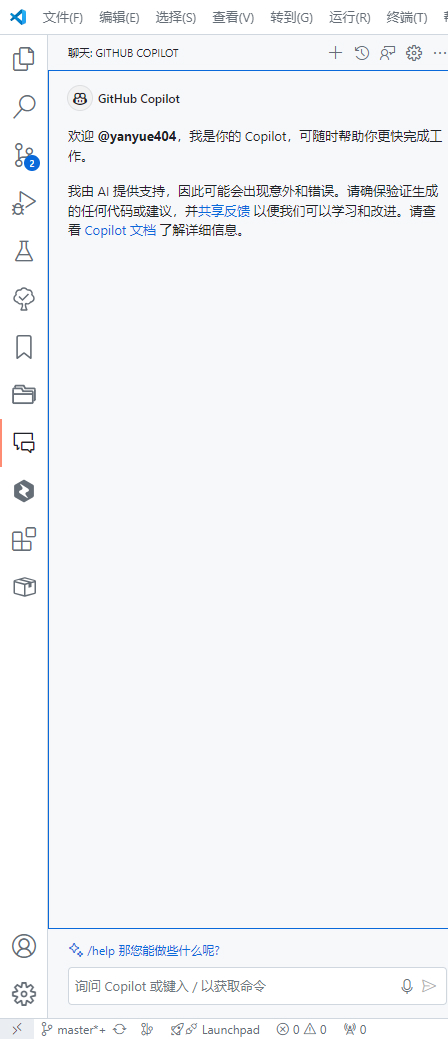 文件(F) 编辑(E) 选择(S) 查看(V) 转到(G) 运行(R) 终端(T)
聊天: GITHUB COPILOT
GitHub Copilot
欢迎 @yanyue404，我是你的 Copilot，可随时帮助你更快完成工
作。
我由 AI 提供支持，因此可能会出现意外和错误。请确保验证生成
的任何代码或建议，并共享反馈 以便我们可以学习和改进。请查
看 Copilot 文档 了解详细信息。
2
/help 那您能做些什么呢?
询问 Copilot 或键入 / 以获取命令
master*+ Launchpad 0 0 0